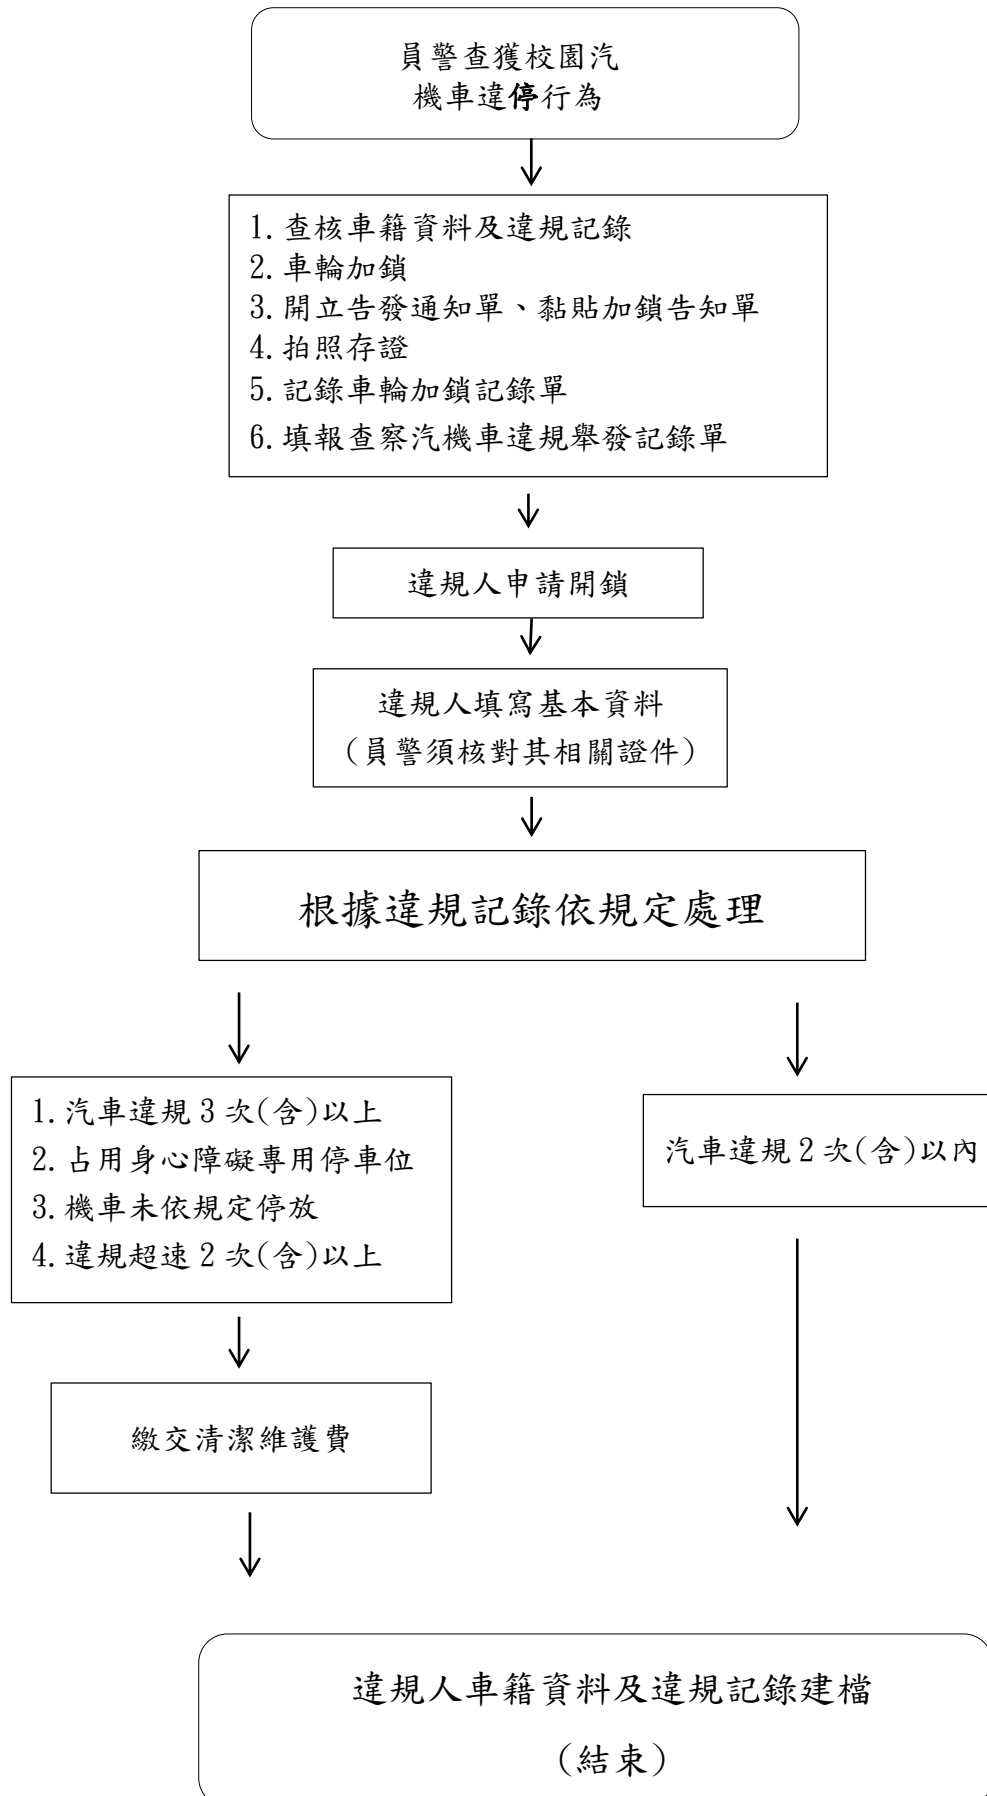 員警查獲校園汽
機車違停行為
1.查核車籍資料及違規記錄
2.車輪加鎖
3.開立告發通知單、黏貼加鎖告知單
4.拍照存證
5.記錄車輪加鎖記錄單
6.填報查察汽機車違規舉發記錄單
違規人申請開鎖
違規人填寫基本資料
(員警須核對其相關證件)
根據違規記錄依規定處理
1.汽車違規3次(含)以上
2.占用身心障礙專用停車位
3.機車未依規定停放
4.違規超速2次(含)以上
汽車違規2次(含)以內
繳交清潔維護費
違規人車籍資料及違規記錄建檔
(結束)